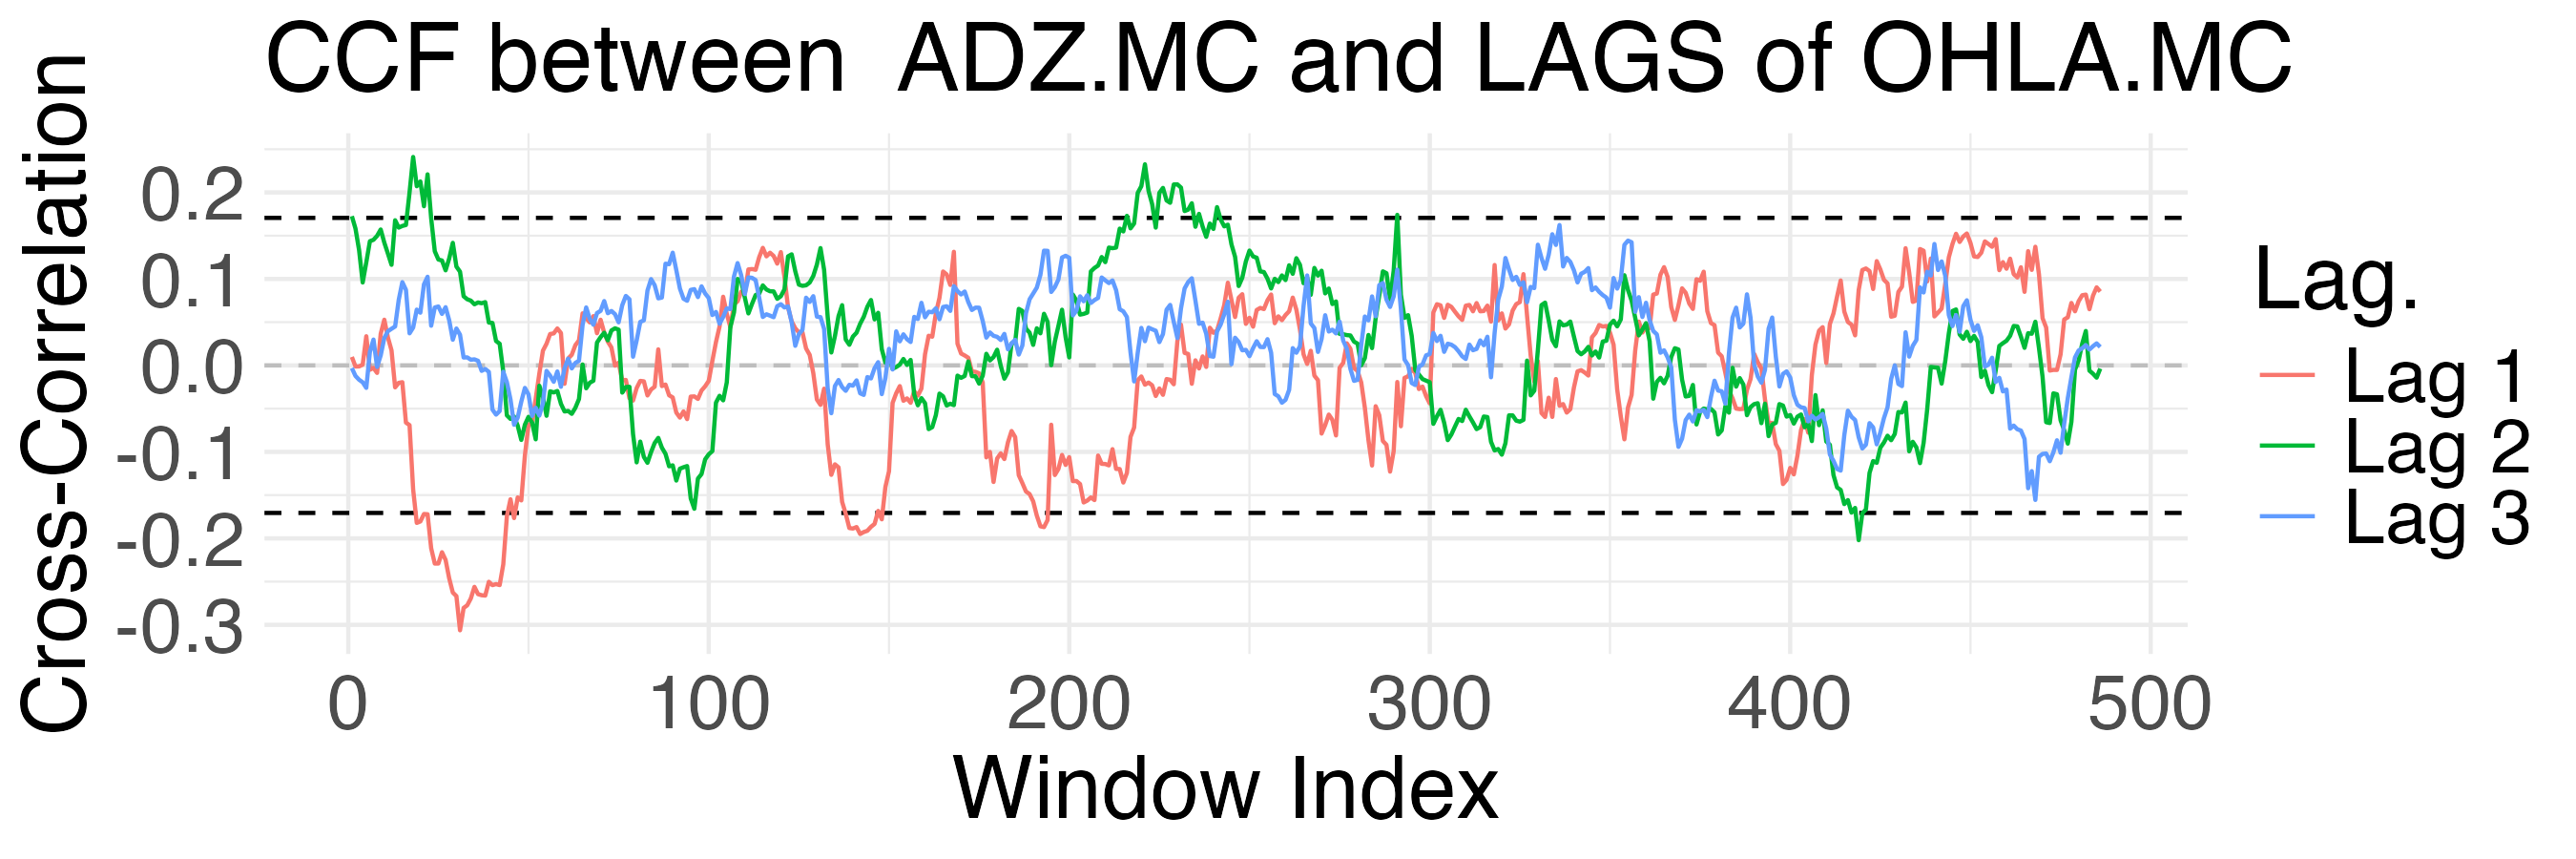 CCF between  ADZ.MC and LAGS of OHLA.MC
Cross-Correlation
0.2
0.1
0.0
-0.1
-0.2
-0.3
0 100 200 300 400 500
Window Index
Lag.
Lag 1
Lag 2
Lag 3